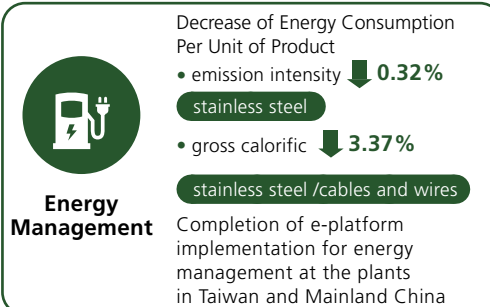 Decrease of Energy Consumption
Per Unit of Product
• emission intensity 0.32%
stainless steel
• gross calorific 3.37%
stainless steel /cables and wires
Energy
Management
Completion of e-platform
implementation for energy
management at the plants
in Taiwan and Mainland China